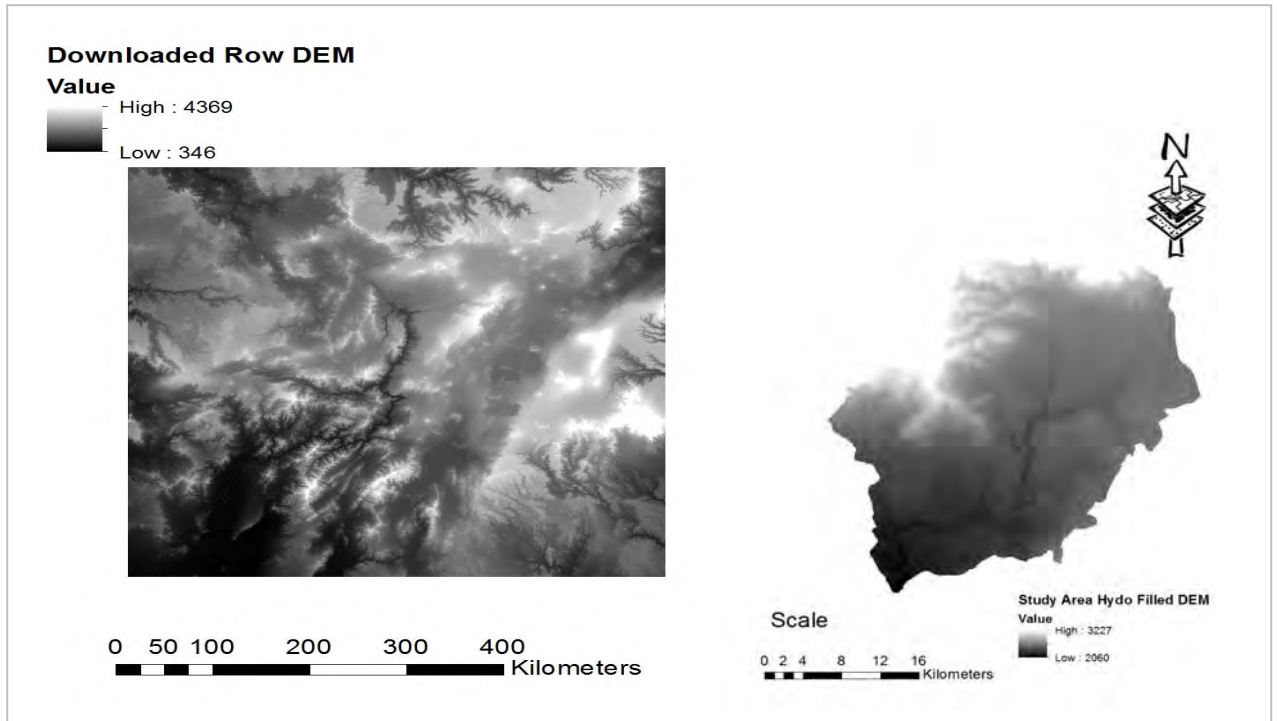 Downloaded Row DEM
Value
High : 4369
Low : 346
N
0 50 100 200 300 400
Kilometers
Scale
0 2 4 8 12 16
Kilometers
Study Area Hydo Filled DEM
Value
High : 3227
Low : 2060